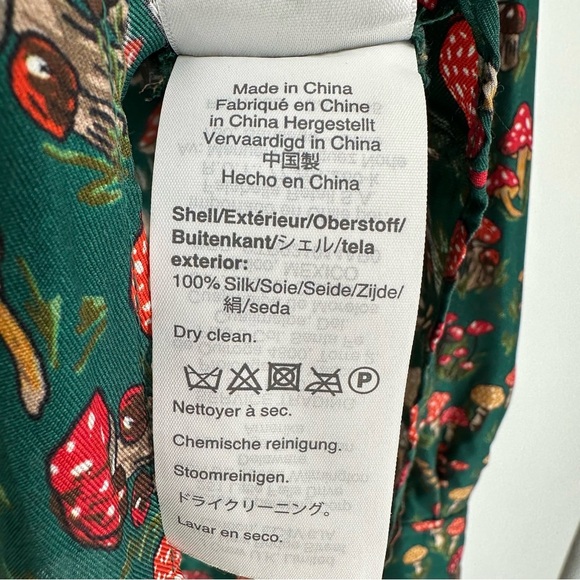 Made in China
Fabriqué en Chine
in China Hergestellt
Vervaardigd in China
中国製
Hecho en China
Shell/Extérieur/Oberstoff/
Buitenkant/シェル/tela
exterior:
100% Silk/Soie/Seide/Zijde/
絹/seda
Dry clean.
P
Nettoyer à sec.
Chemische reinigung.
Stoomreinigen.
ドライクリーニング。
Lavar en seco.